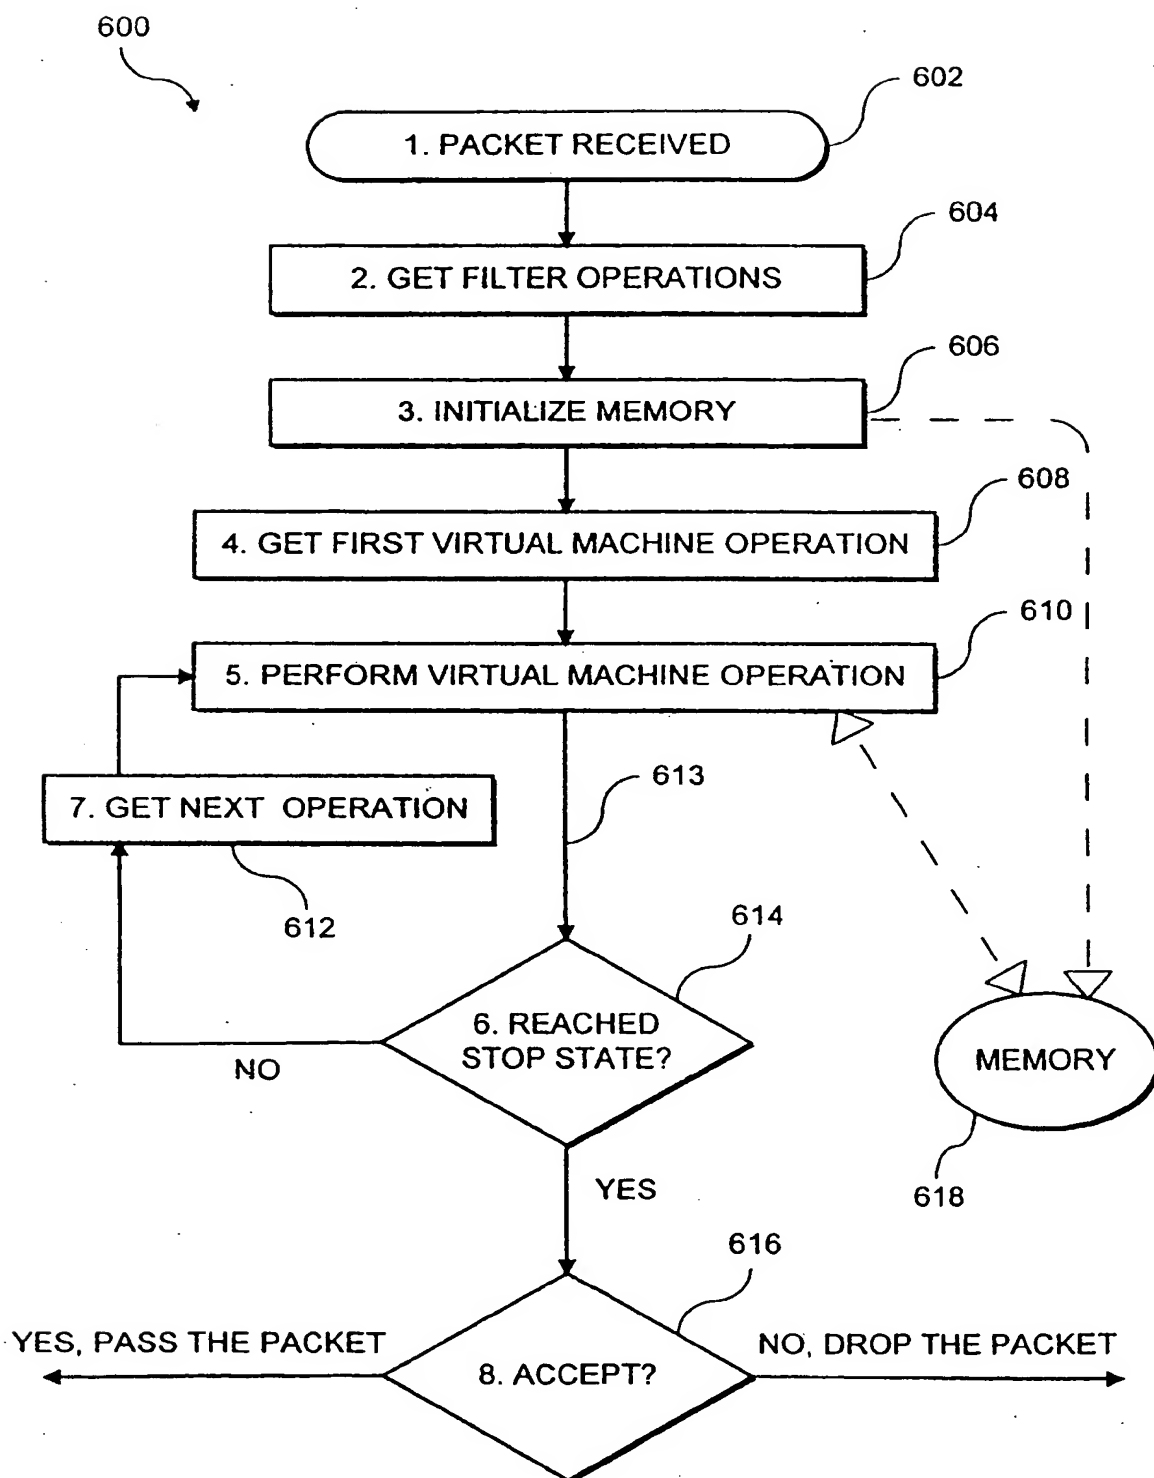 600
602
1. PACKET RECEIVED
604
2. GET FILTER OPERATIONS
606
3. INITIALIZE MEMORY
608
4. GET FIRST VIRTUAL MACHINE OPERATION
610
5. PERFORM VIRTUAL MACHINE OPERATION
613
7. GET NEXT OPERATION
612
614
6. REACHED
STOP STATE?
NO
MEMORY
618
YES
616
YES, PASS THE PACKET
NO, DROP THE PACKET
8. ACCEPT?